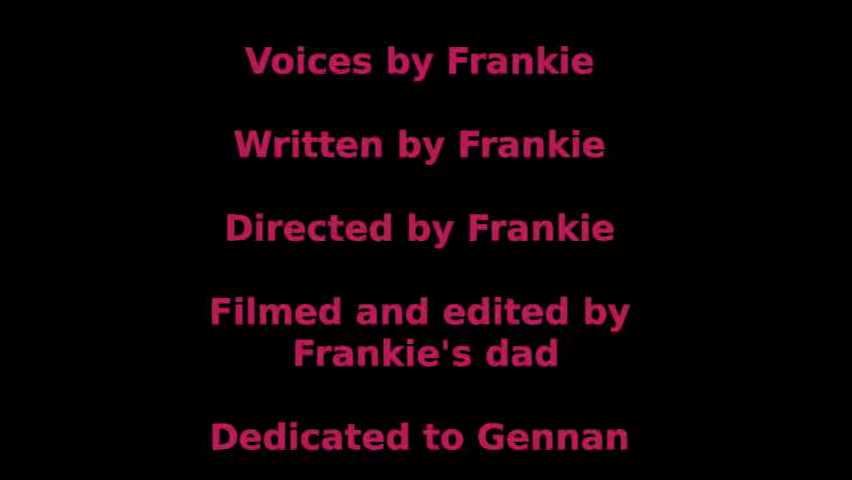 Voices by Frankie
Written by Frankie
Directed by Frankie
Filmed and edited by
Frankie's dad
Dedicated to Gennan